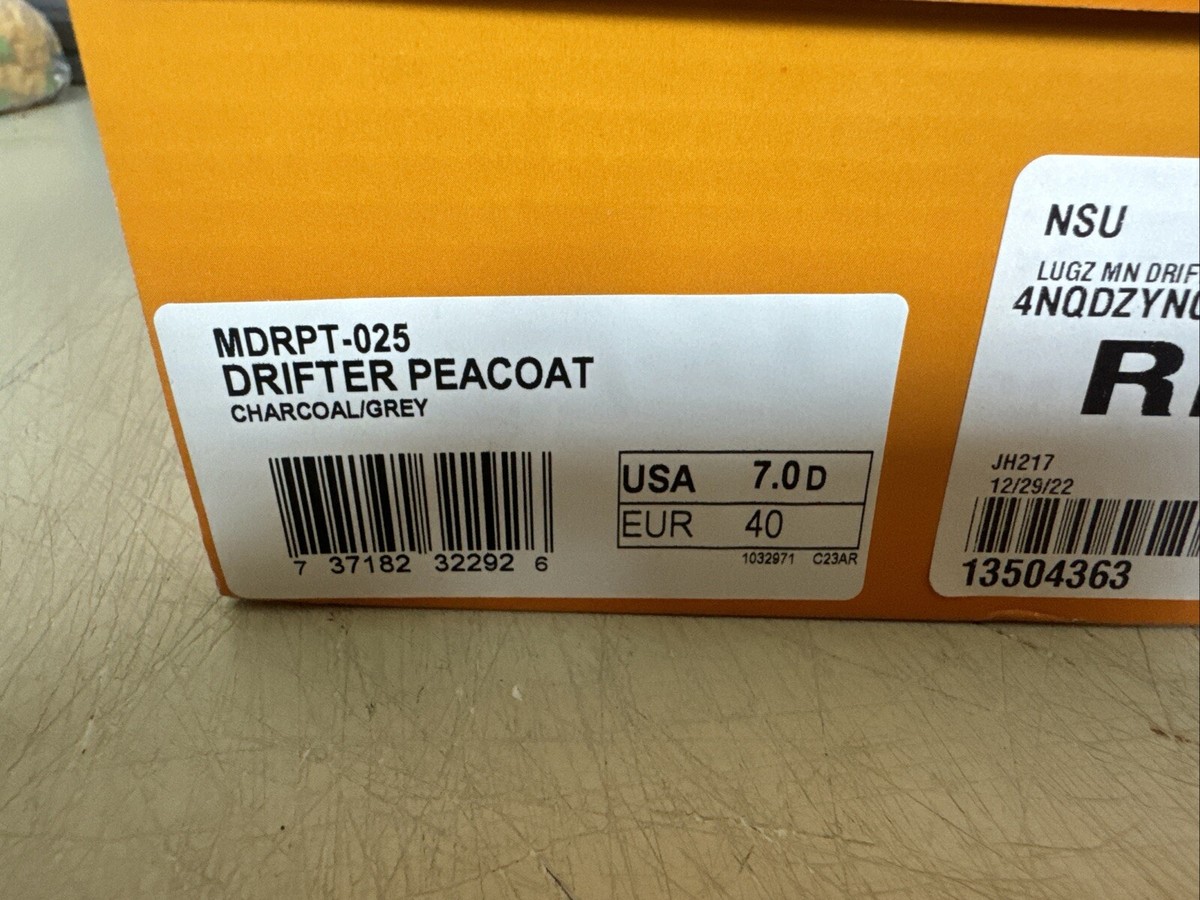 MDRPT-025
DRIFTER PEACOAT
CHARCOAL/GREY
7 37182 32292 6
USA 7.0 D
EUR 40
1032971 C23AR
NSU
LUGZ MN DRIF
4NQDZYN
JH217
12/29/22
13504363